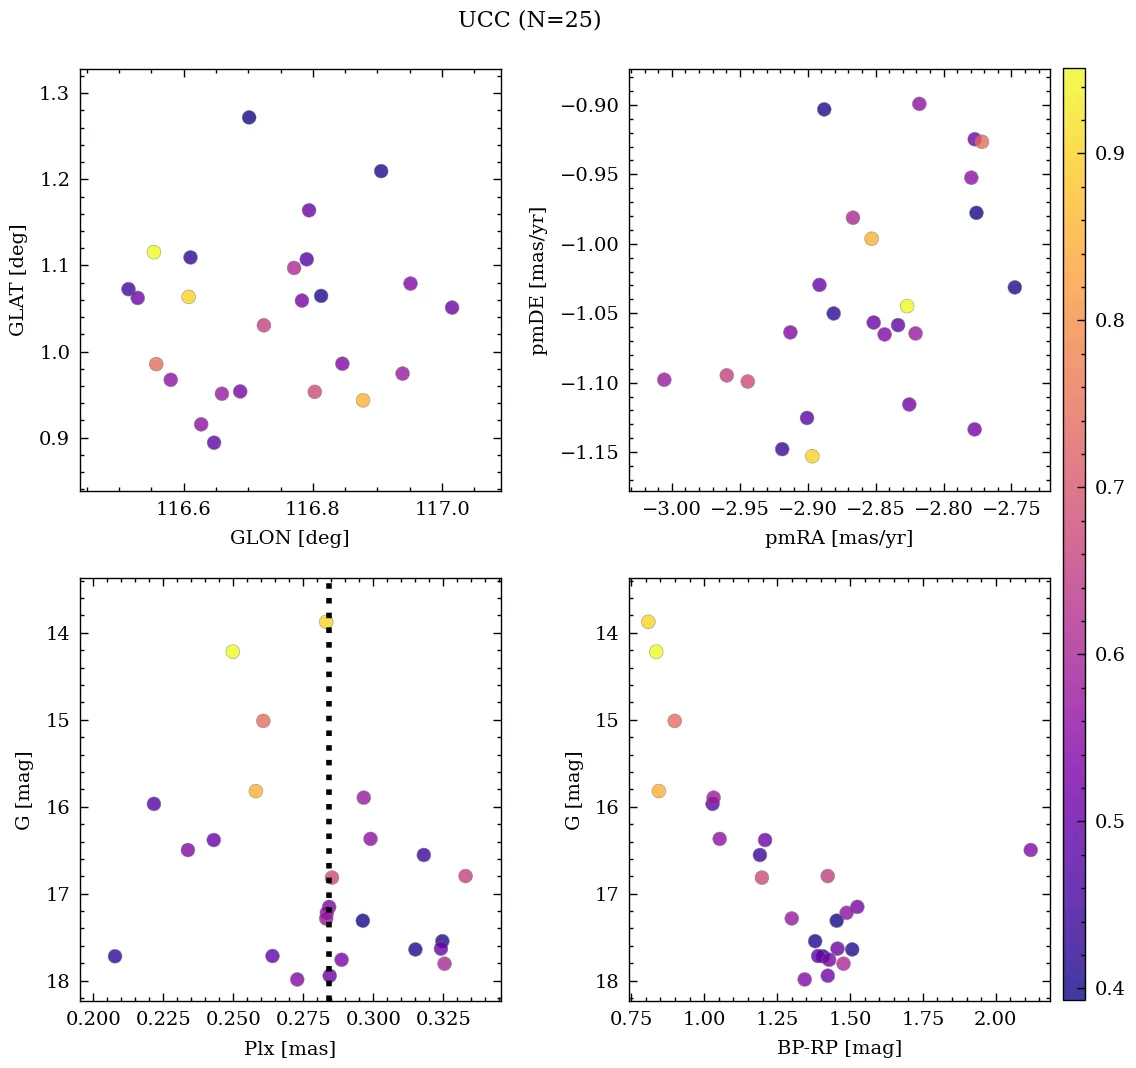 UCC (N=25)
1.3
1.2
1.1
1.0
0.9
GLAT [deg]
116.6 116.8 117.0
GLON [deg]
−0.90
−0.95
−1.00
−1.05
−1.10
−1.15
pmDE [mas/yr]
−3.00 −2.95 −2.90 −2.85 −2.80 −2.75
pmRA [mas/yr]
0.9
0.8
0.7
0.6
0.5
0.4
14
15
16
17
18
G [mag]
0.200 0.225 0.250 0.275 0.300 0.325
Plx [mas]
14
15
16
17
18
G [mag]
0.75 1.00 1.25 1.50 1.75 2.00
BP-RP [mag]